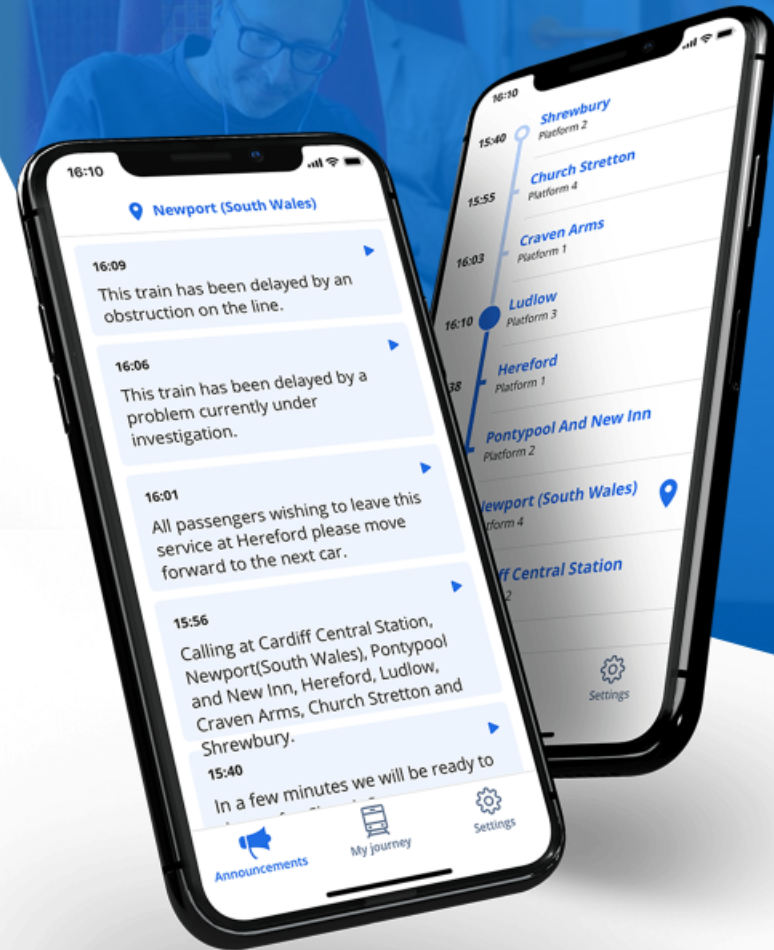 16:10
Newport (South Wales)
16:09
This train has been delayed by an
obstruction on the line.
16:06
This train has been delayed by a
problem currently under
investigation.
16:01
All passengers wishing to leave this
service at Hereford please move
forward to the next car.
15:56
Calling at Cardiff Central Station,
Newport(South Wales), Pontypool
and New Inn, Hereford, Ludlow,
Craven Arms, Church Stretton and
Shrewbury.
15:40
In a few minutes we will be ready to
Announcements
My journey
Settings
16:10
15:40
Shrewbury
Platform 2
15:55
Church Stretton
Platform 4
16:03
Craven Arms
Platform 1
16:10
Ludlow
Platform 3
38
Hereford
Platform 1
Pontypool And New Inn
Platform 2
ewport (South Wales)
tform 4
ff Central Station
2
Settings